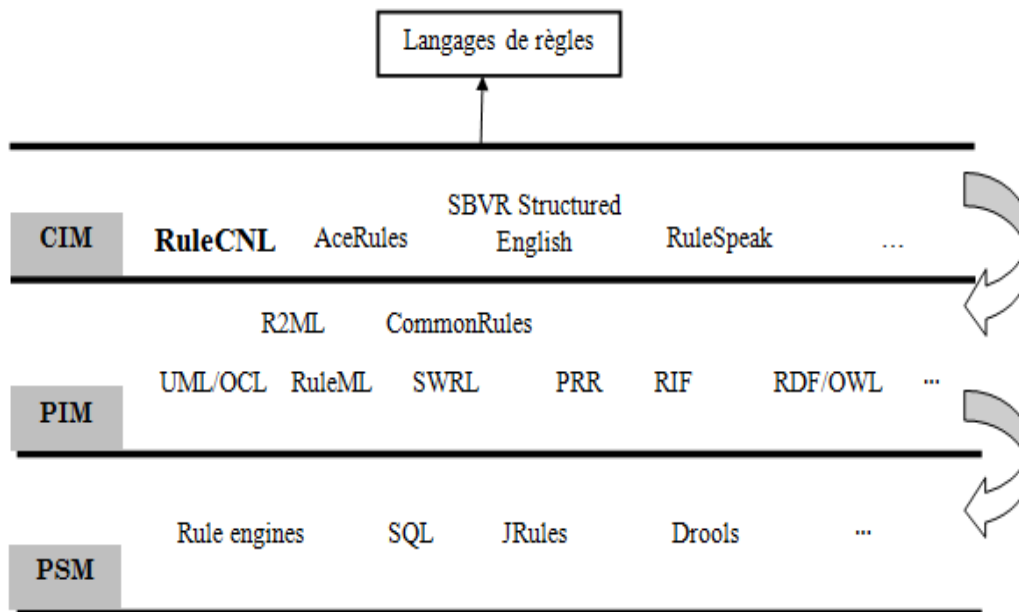 Langages de règles
SBVR Structured
CIM RuleCNL AceRules English RuleSpeak ...
R2ML CommonRules
UML/OCL RuleML SWRL PRR RIF RDF/OWL ...
PIM
Rule engines SQL JRules Drools ...
PSM